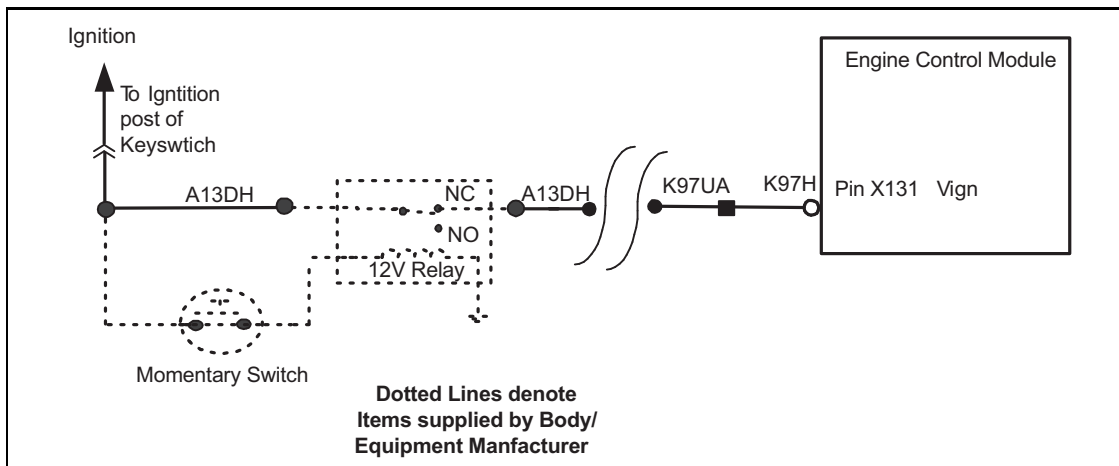 Ignition
To Igntition
post of
Keyswtich
Engine Control Module
A13DH
NC
A13DH
K97UA
K97H
Pin X131 Vign
NO
12V Relay
Momentary Switch
Dotted Lines denote
Items supplied by Body/
Equipment Manfacturer